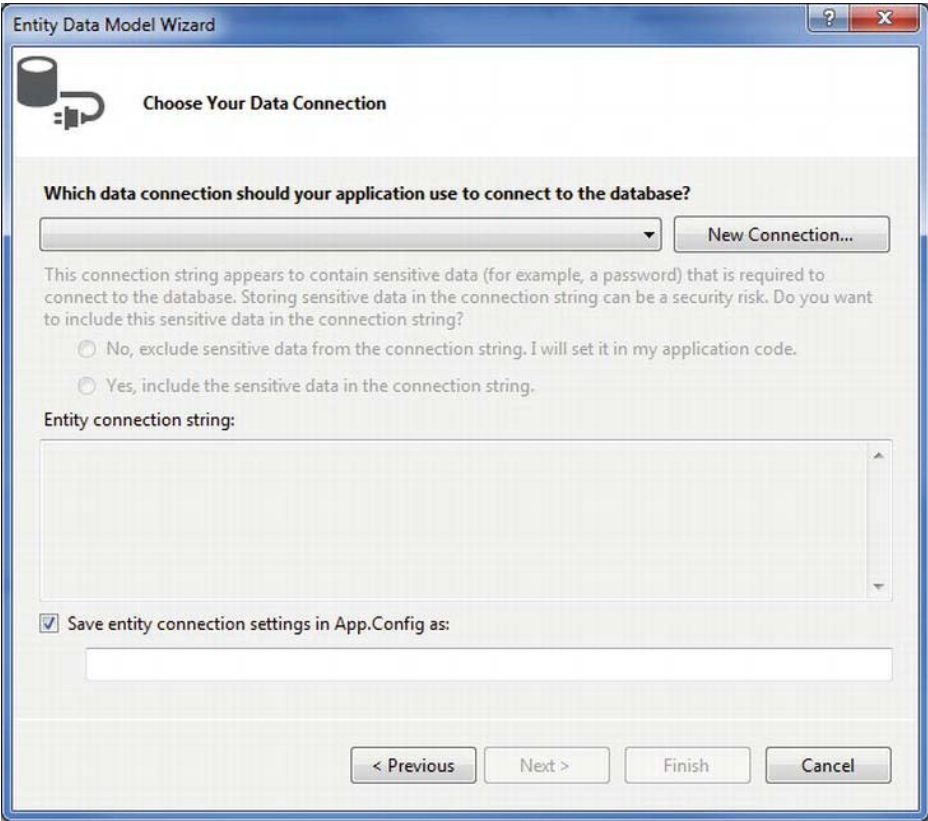 Entity Data Model Wizard
?
Choose Your Data Connection
Which data connection should your application use to connect to the database?
New Connection...
This connection string appears to contain sensitive data (for example, a password) that is required to
connect to the database. Storing sensitive data in the connection string can be a security risk. Do you want
to include this sensitive data in the connection string?
No, exclude sensitive data from the connection string. I will set it in my application code.
Yes, include the sensitive data in the connection string.
Entity connection string:
Save entity connection settings in App.Config as:
< Previous Next > Finish Cancel